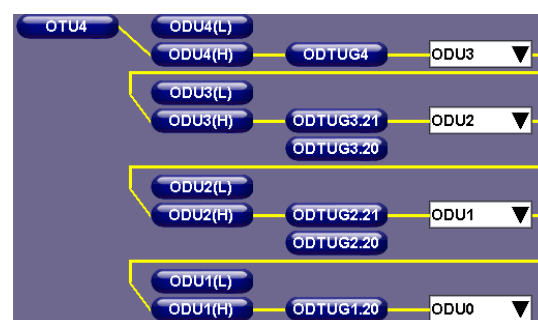 OTU4 ODU4(L)
ODU4(H) ODTUG4 ODU3
ODU3(L)
ODU3(H) ODTUG3.21 ODU2
ODTUG3.20
ODU2(L)
ODU2(H) ODTUG2.21 ODU1
ODTUG2.20
ODU1(L)
ODU1(H) ODTUG1.20 ODU0